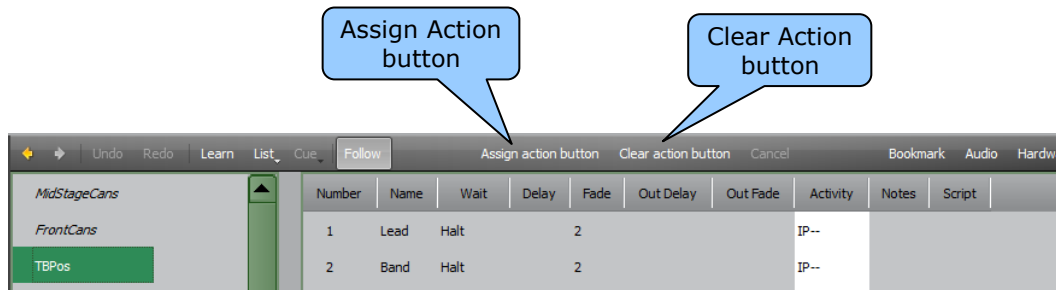 Assign Action
button
Clear Action
button
Undo Redo Learn List Cue Follow Assign action button Clear action button Cancel Bookmark Audio Hardw
MidStageCans
Number Name Wait Delay Fade Out Delay Out Fade Activity Notes Script
FrontCans
1 Lead Halt 2 IP--
TBPos
2 Band Halt 2 IP--